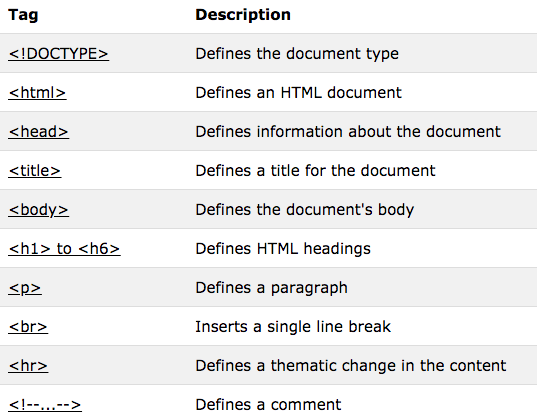 Tag Description
<!DOCTYPE> Defines the document type
<html> Defines an HTML document
<head> Defines information about the document
<title> Defines a title for the document
<body> Defines the document's body
<h1> to <h6> Defines HTML headings
<p> Defines a paragraph
<br> Inserts a single line break
<hr> Defines a thematic change in the content
<!--...--> Defines a comment